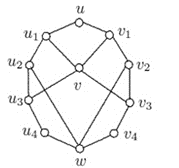 u
u₁ v₁
u₂ v₂
v
u₃ v₃
u₄ v₄
w